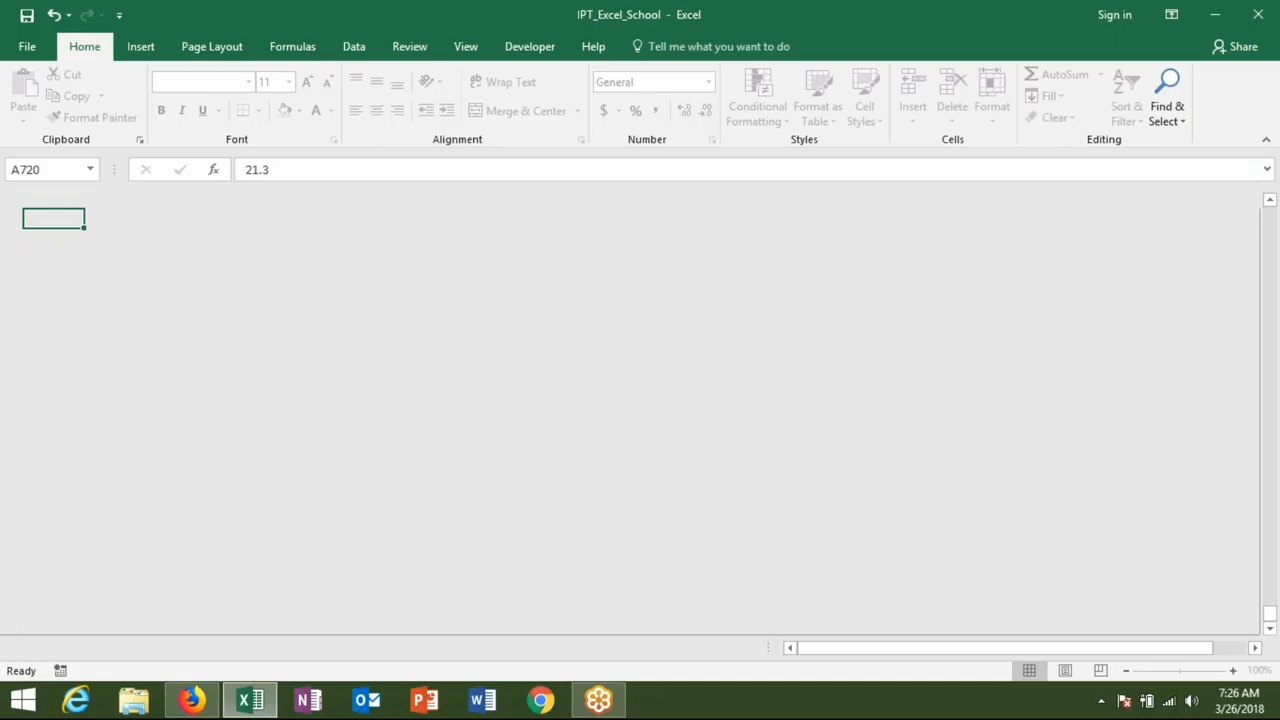 IPT_Excel_School - Excel
Sign in
File Home Insert Page Layout Formulas Data Review View Developer Help Tell me what you want to do Share
Paste
Cut
Copy
Format Painter
Clipboard
11
Font
Wrap Text
Merge & Center
Alignment
General
$ % ,
Number
Conditional Formatting
Format as Table
Cell Styles
Styles
Insert
Delete
Format
Cells
AutoSum
Fill
Clear
Sort & Filter
Find & Select
Editing
A720
fx
21.3
Ready
100%
7:26 AM
3/26/2018